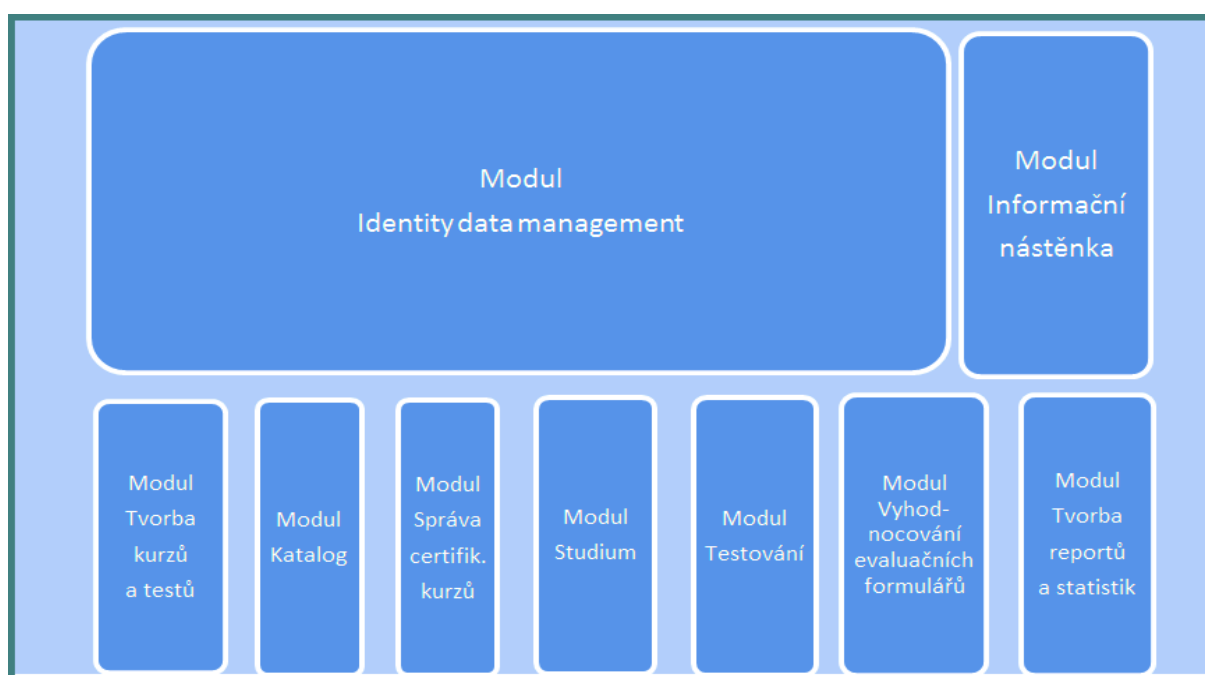 Modul
Identity data management
Modul
Informační
nástěnka
Modul
Tvorba
kurzů
a testů
Modul
Katalog
Modul
Správa
certifik.
kurzů
Modul
Studium
Modul
Testování
Modul
Vyhod-
nocování
evaluačních
formulářů
Modul
Tvorba
reportů
a statistik